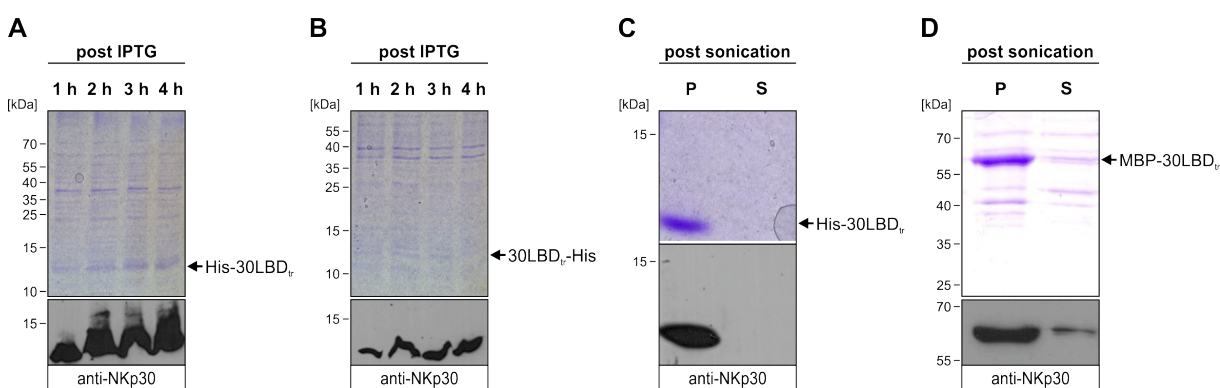 A
post IPTG
1 h 2 h 3 h 4 h
[kDa]
70
55
40
35
25
15
10
His-30LBDtr
15
anti-NKp30
B
post IPTG
1 h 2 h 3 h 4 h
[kDa]
55
40
35
25
15
10
30LBDtr-His
15
anti-NKp30
C
post sonication
P S
[kDa]
15
His-30LBDtr
15
anti-NKp30
D
post sonication
P S
[kDa]
70
55
40
35
25
MBP-30LBDtr
70
55
anti-NKp30